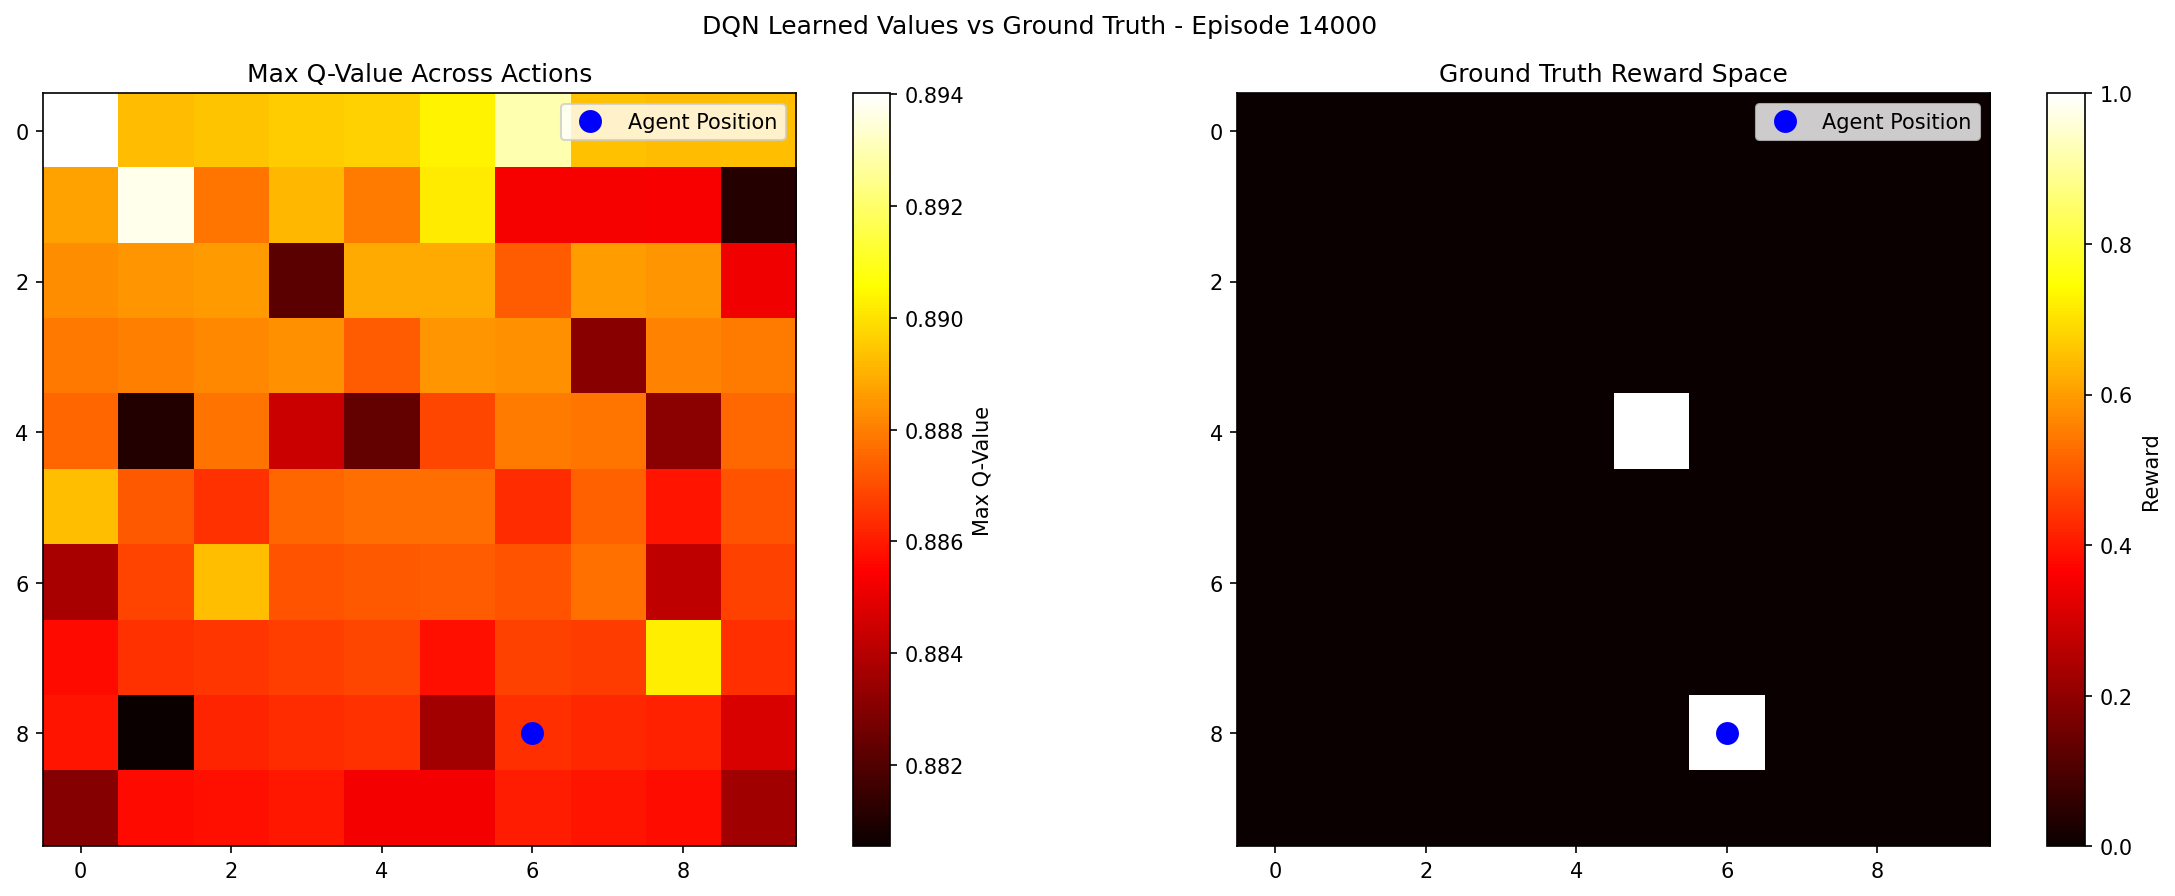 DQN Learned Values vs Ground Truth - Episode 14000
Max Q-Value Across Actions
Agent Position
0
2
4
6
8
0 2 4 6 8
0.894
0.892
0.890
0.888
0.886
0.884
0.882
Max Q-Value
Ground Truth Reward Space
Agent Position
0
2
4
6
8
0 2 4 6 8
1.0
0.8
0.6
0.4
0.2
0.0
Reward